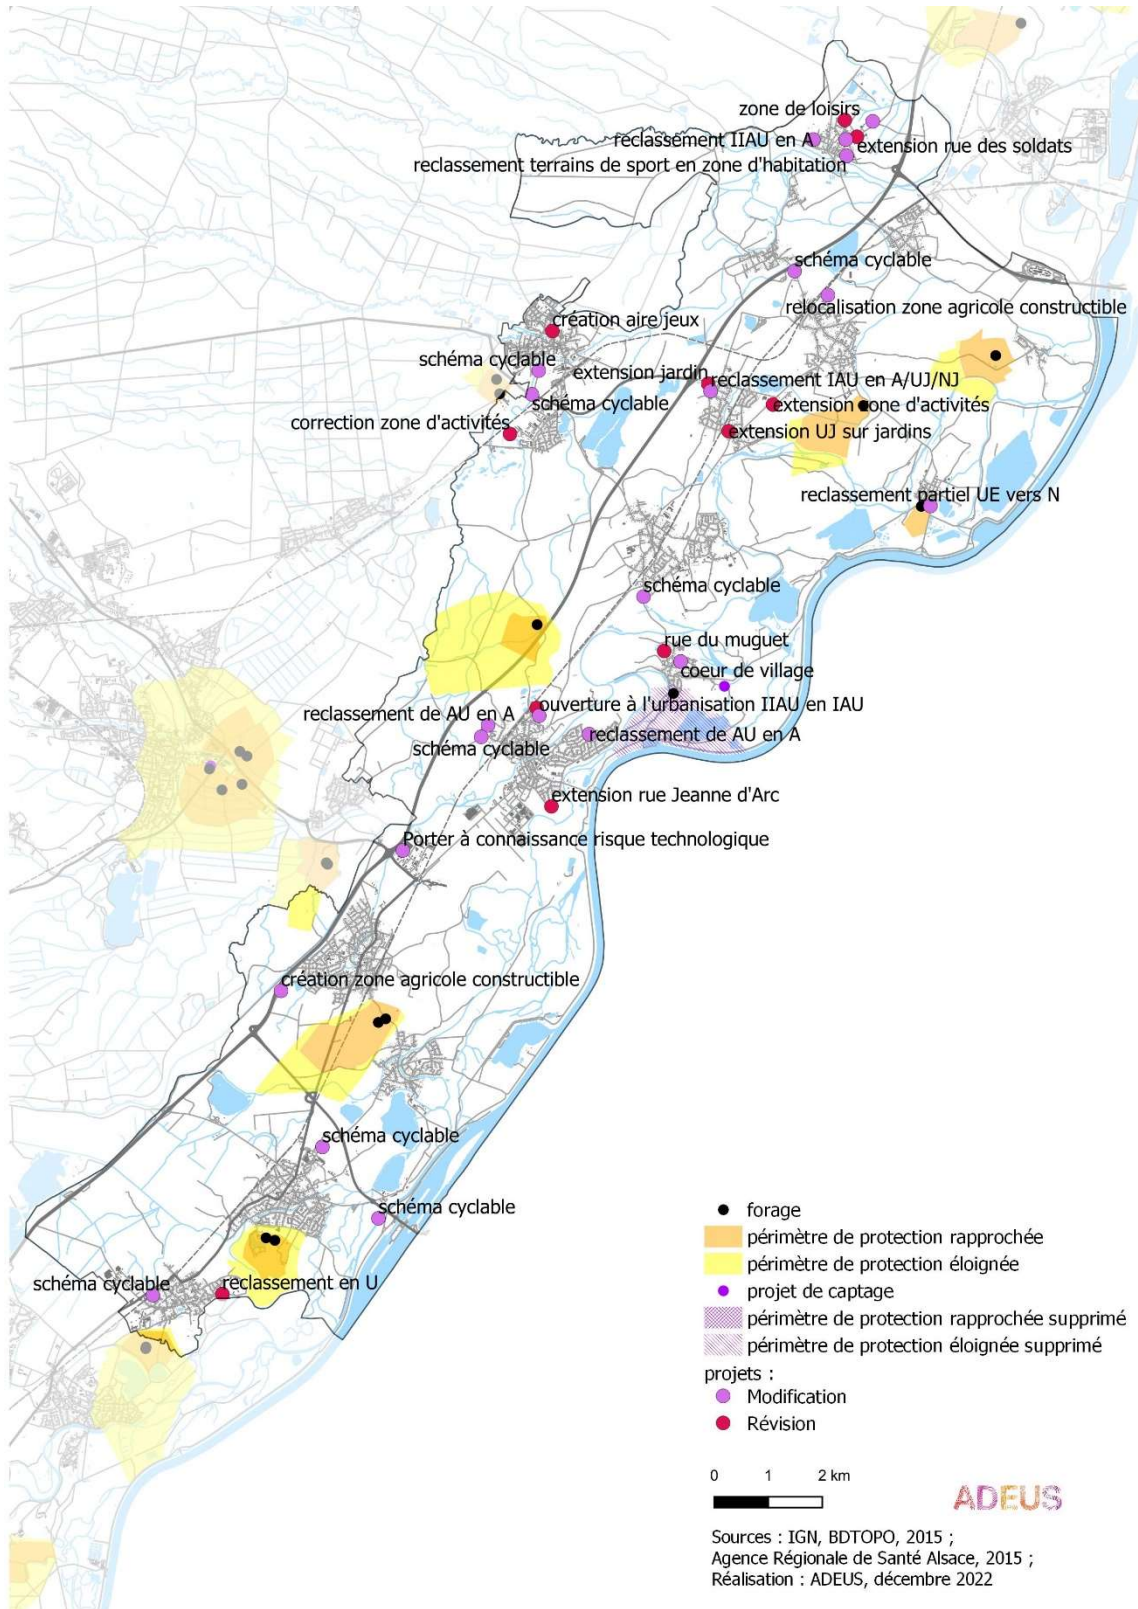 zone de loisirs
reclassement IIAU en A
extension rue des soldats
reclassement terrains de sport en zone d'habitation
schéma cyclable
relocalisation zone agricole constructible
création aire jeux
schéma cyclable
extension jardin
reclassement IAU en A/UJ/NJ
schéma cyclable
extension zone d'activités
correction zone d'activités
extension UJ sur jardins
reclassement partiel UE vers N
schéma cyclable
rue du muguet
coeur de village
ouverture à l'urbanisation IIAU en IAU
reclassement de AU en A
reclassement de AU en A
schéma cyclable
extension rue Jeanne d'Arc
Porter à connaissance risque technologique
création zone agricole constructible
schéma cyclable
schéma cyclable
schéma cyclable
reclassement en U
forage
périmètre de protection rapprochée
périmètre de protection éloignée
projet de captage
périmètre de protection rapprochée supprimé
périmètre de protection éloignée supprimé
projets :
Modification
Révision
0 1 2 km
ADEUS
Sources : IGN, BDTOPO, 2015 ;
Agence Régionale de Santé Alsace, 2015 ;
Réalisation : ADEUS, décembre 2022